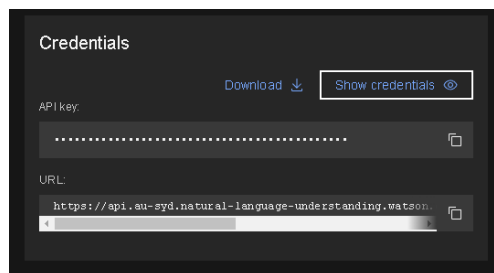 Credentials
Download
Show credentials
API key:
••••••••••••••••••••••••••••••••••••••••••••
URL:
https://api.au-syd.natural-language-understanding.watson.